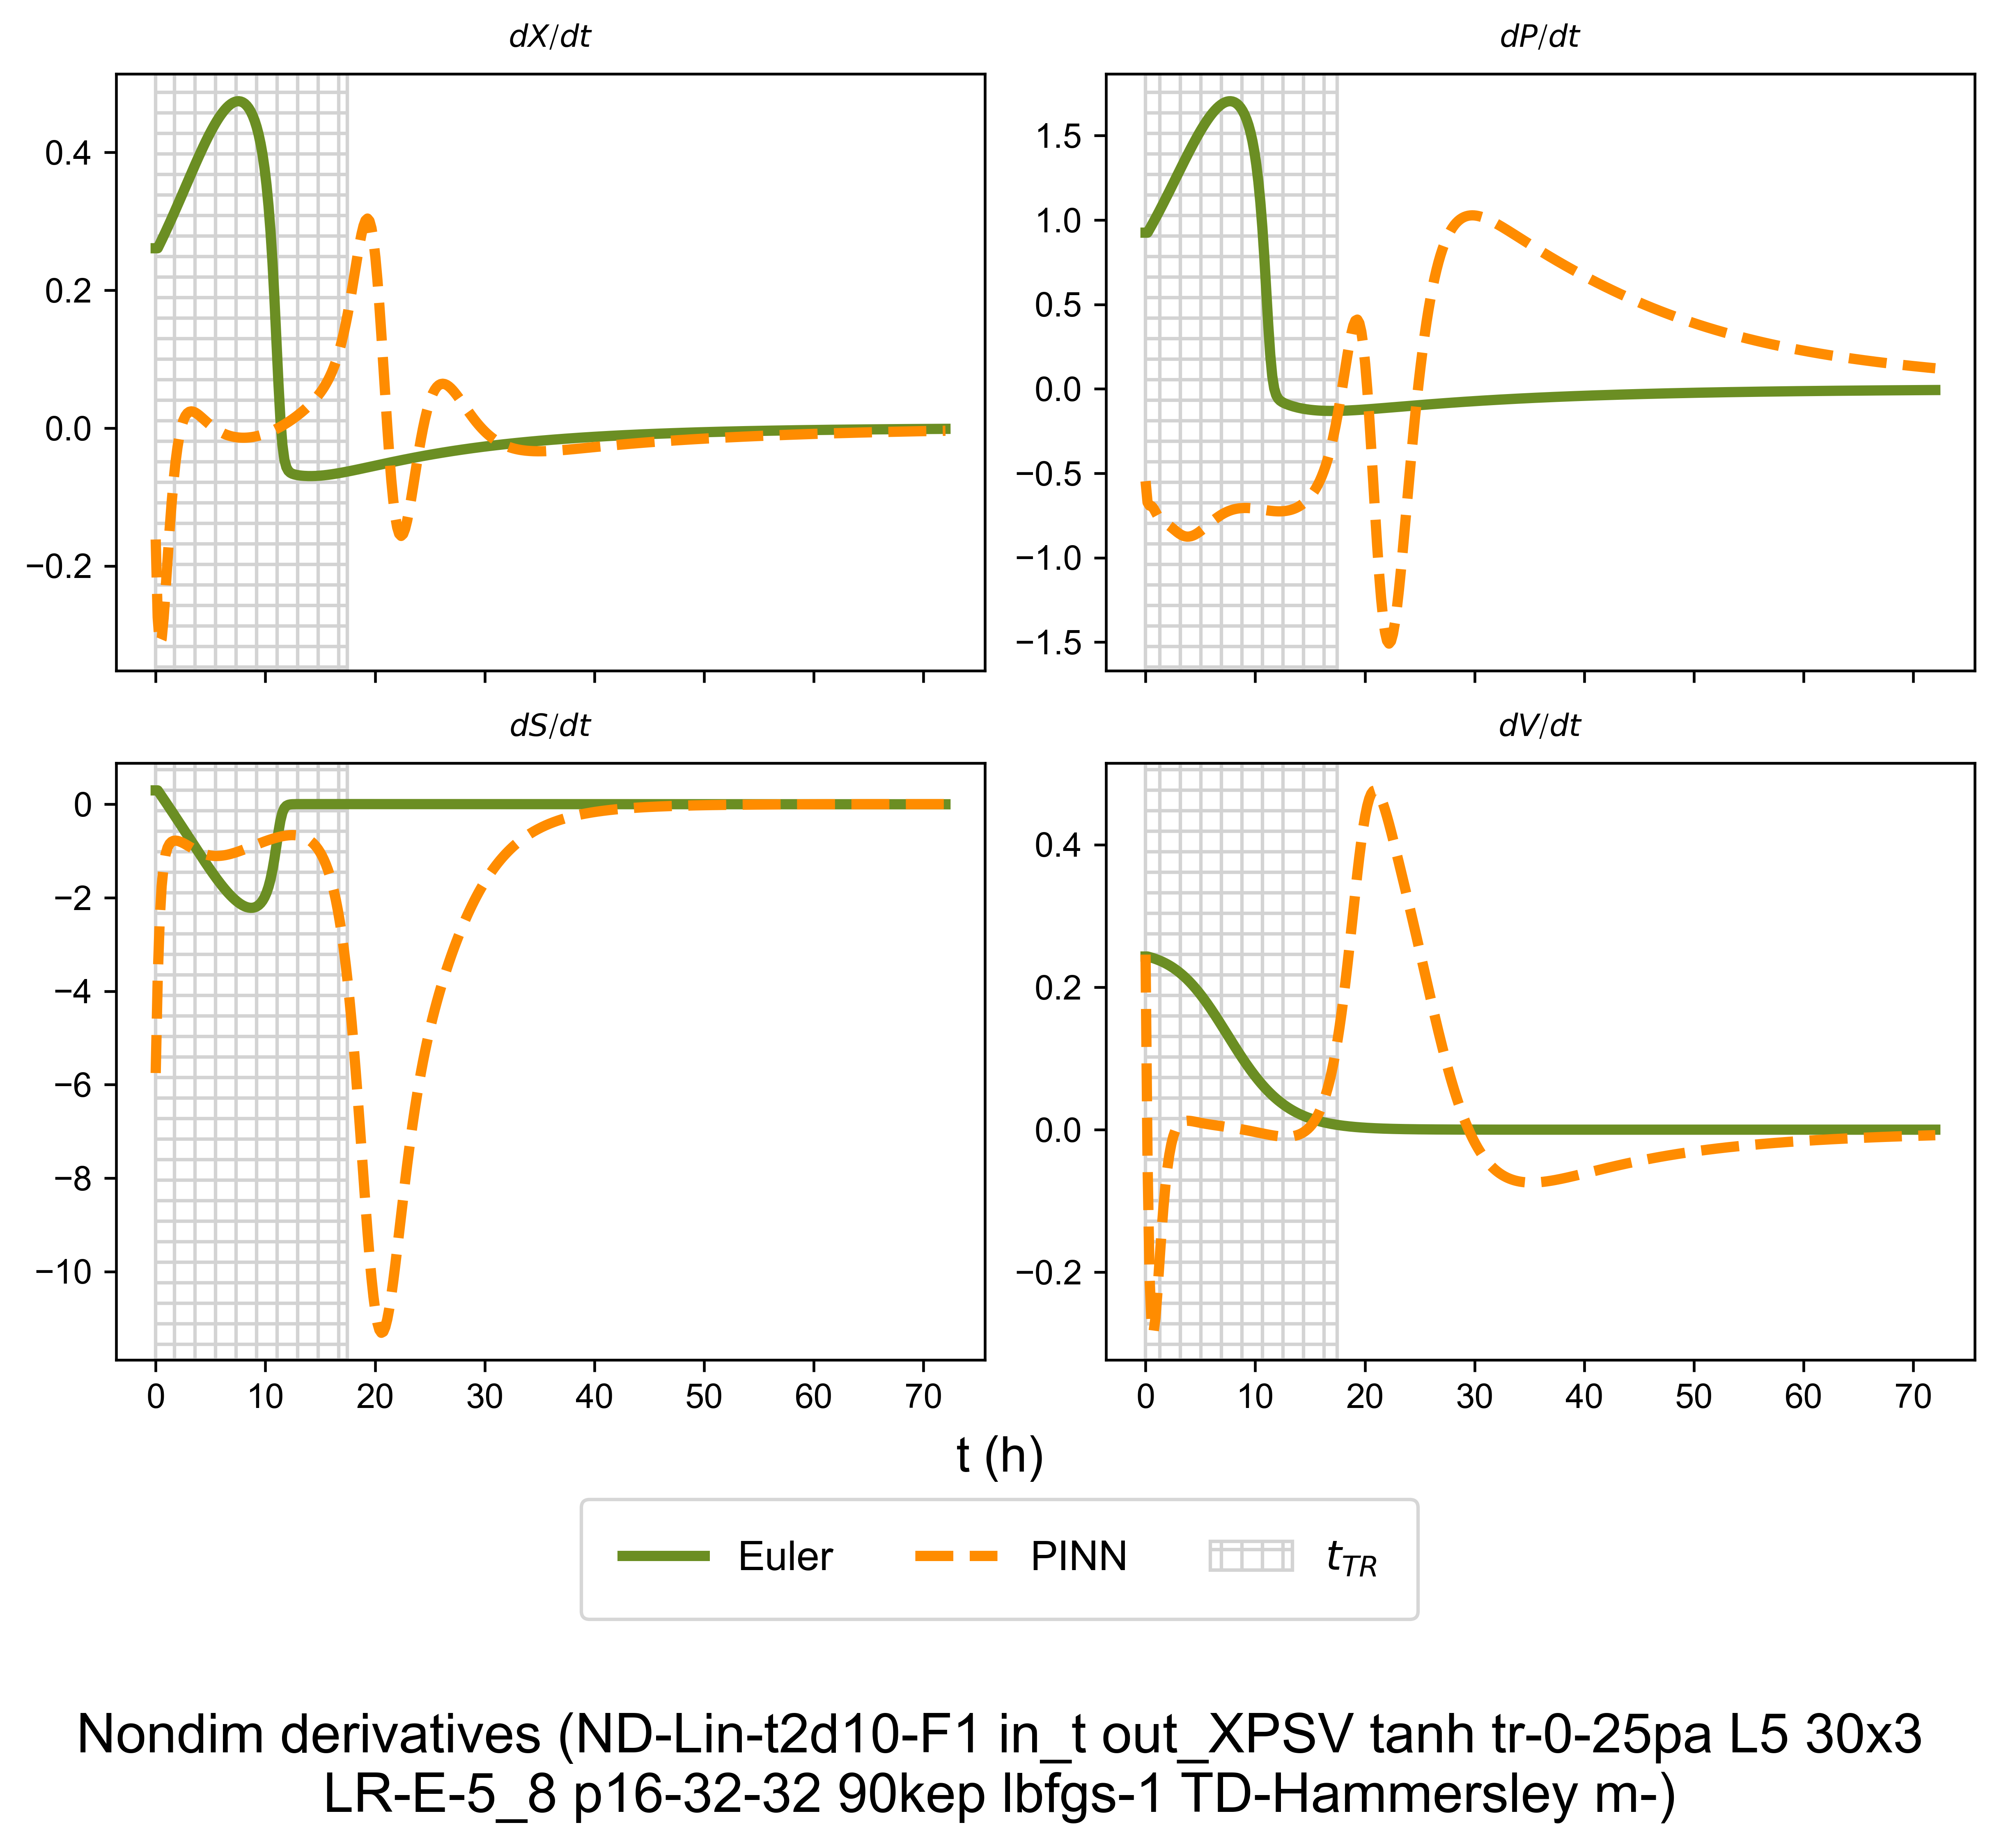 dX/dt
dP/dt
0.4
0.2
0.0
−0.2
1.5
1.0
0.5
0.0
−0.5
−1.0
−1.5
dS/dt
dV/dt
0
−2
−4
−6
−8
−10
0.4
0.2
0.0
−0.2
0 10 20 30 40 50 60 70
0 10 20 30 40 50 60 70
t (h)
Euler PINN t_TR
Nondim derivatives (ND-Lin-t2d10-F1 in_t out_XPSV tanh tr-0-25pa L5 30x3
LR-E-5_8 p16-32-32 90kep lbfgs-1 TD-Hammersley m-)